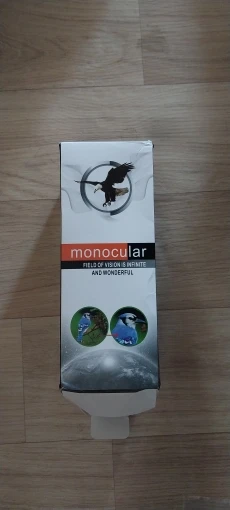 monocular
FIELD OF VISION IS INFINITE
AND WONDERFUL